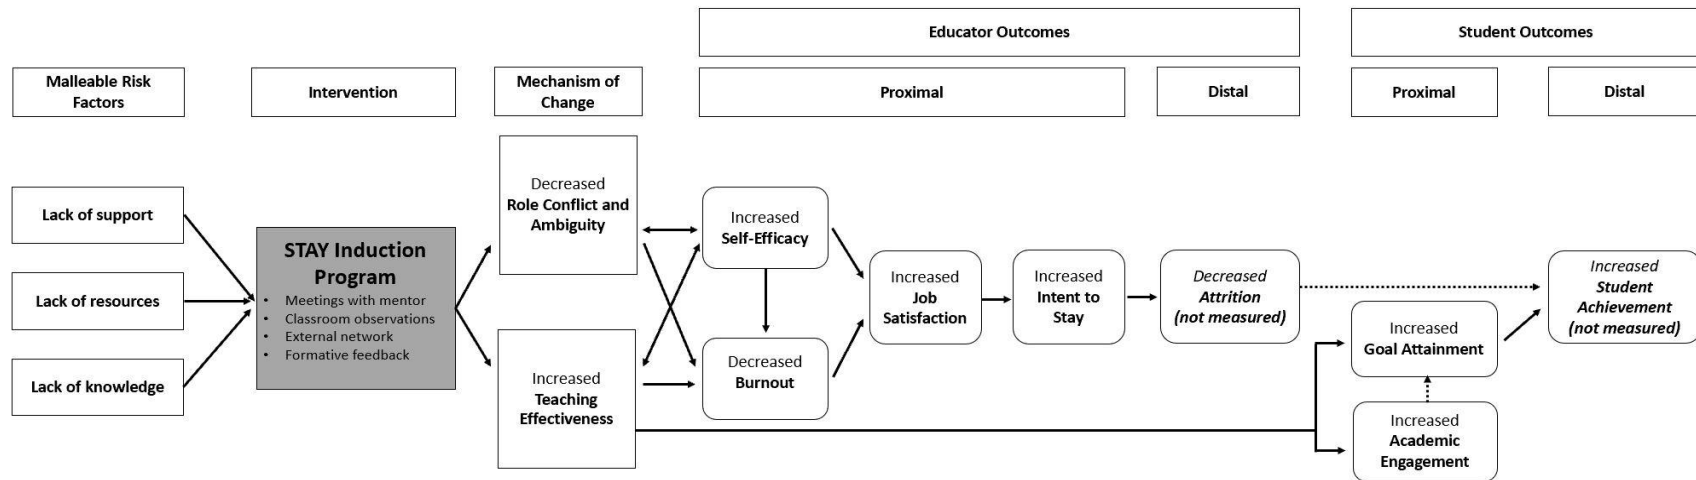 Educator Outcomes
Student Outcomes
Malleable Risk
Factors
Intervention
Mechanism of
Change
Proximal
Distal
Proximal
Distal
Lack of support
Lack of resources
Lack of knowledge
STAY Induction
Program
• Meetings with mentor
• Classroom observations
• External network
• Formative feedback
Decreased
Role Conflict and
Ambiguity
Increased
Teaching
Effectiveness
Increased
Self-Efficacy
Decreased
Burnout
Increased
Job
Satisfaction
Increased
Intent to
Stay
Decreased
Attrition
(not measured)
Increased
Goal Attainment
Increased
Academic
Engagement
Increased
Student
Achievement
(not measured)